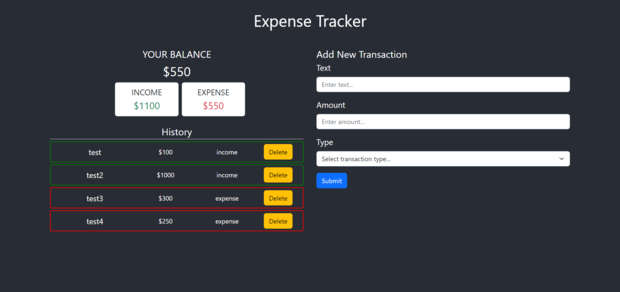 Expense Tracker
YOUR BALANCE
$550
INCOME EXPENSE
$1100 $550
History
test $100 income Delete
test2 $1000 income Delete
test3 $300 expense Delete
test4 $250 expense Delete
Add New Transaction
Text
Enter text...
Amount
Enter amount...
Type
Select transaction type...
Submit